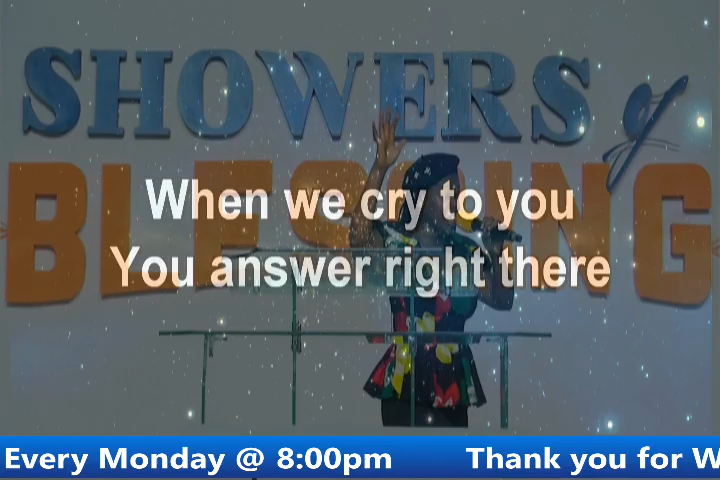 SHOWERS of
BLESSING
When we cry to you
You answer right there
Every Monday @ 8:00pm Thank you for W